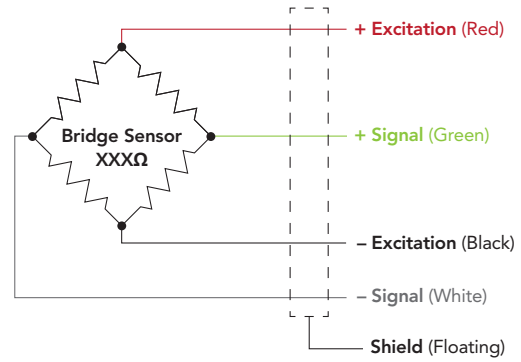 + Excitation (Red)
Bridge Sensor
XXXΩ
+ Signal (Green)
– Excitation (Black)
– Signal (White)
Shield (Floating)